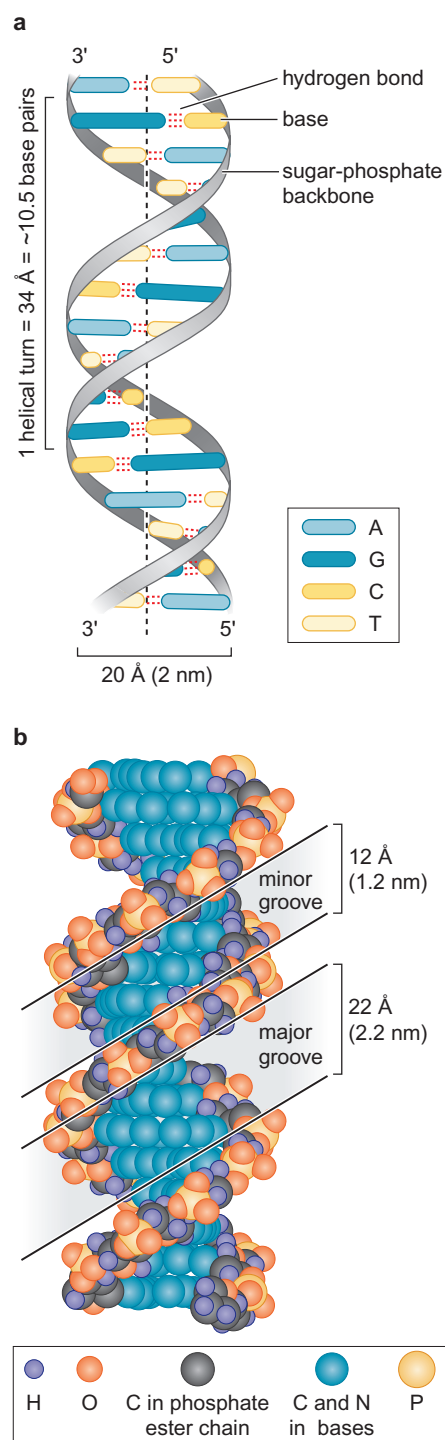 a
3' 5'
hydrogen bond
base
sugar-phosphate
backbone
1 helical turn = 34 Å = ~10.5 base pairs
A
G
C
T
3' 5'
20 Å (2 nm)
b
12 Å
(1.2 nm)
minor
groove
22 Å
(2.2 nm)
major
groove
H O C in phosphate C and N P
ester chain in bases